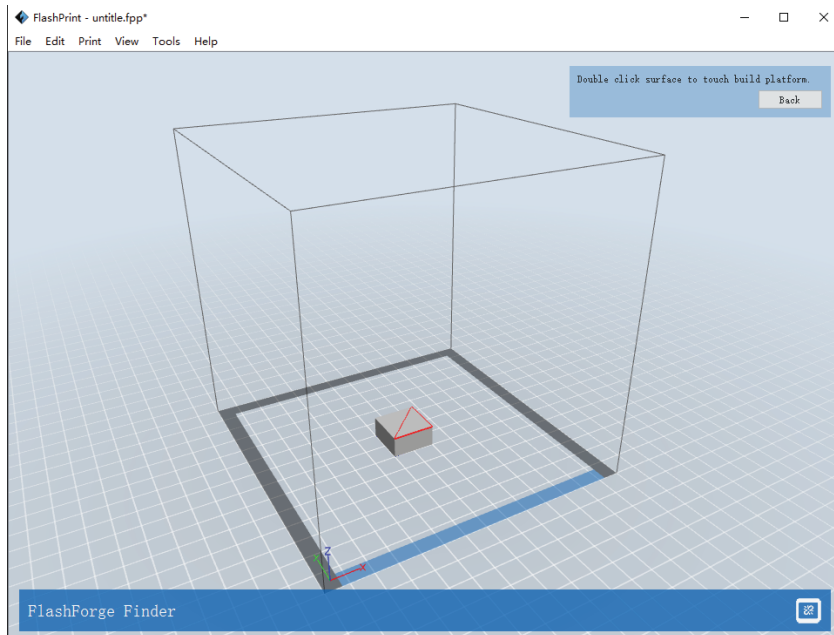 FlashPrint - untitle.fpp*
File Edit Print View Tools Help
Double click surface to touch build platform.
Back
Z
X
FlashForge Finder